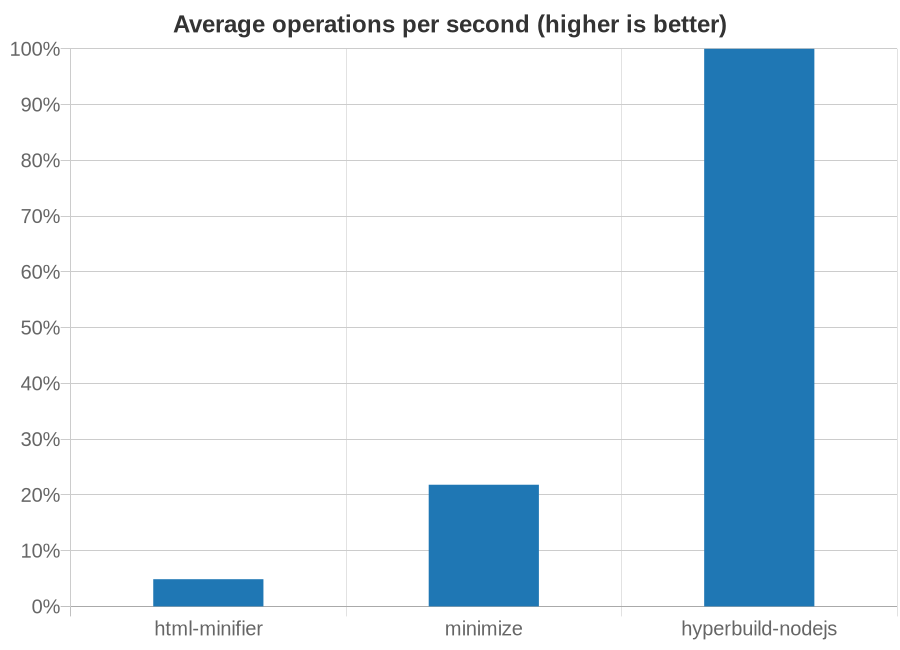 Average operations per second (higher is better)
100%
90%
80%
70%
60%
50%
40%
30%
20%
10%
0%
html-minifier
minimize
hyperbuild-nodejs